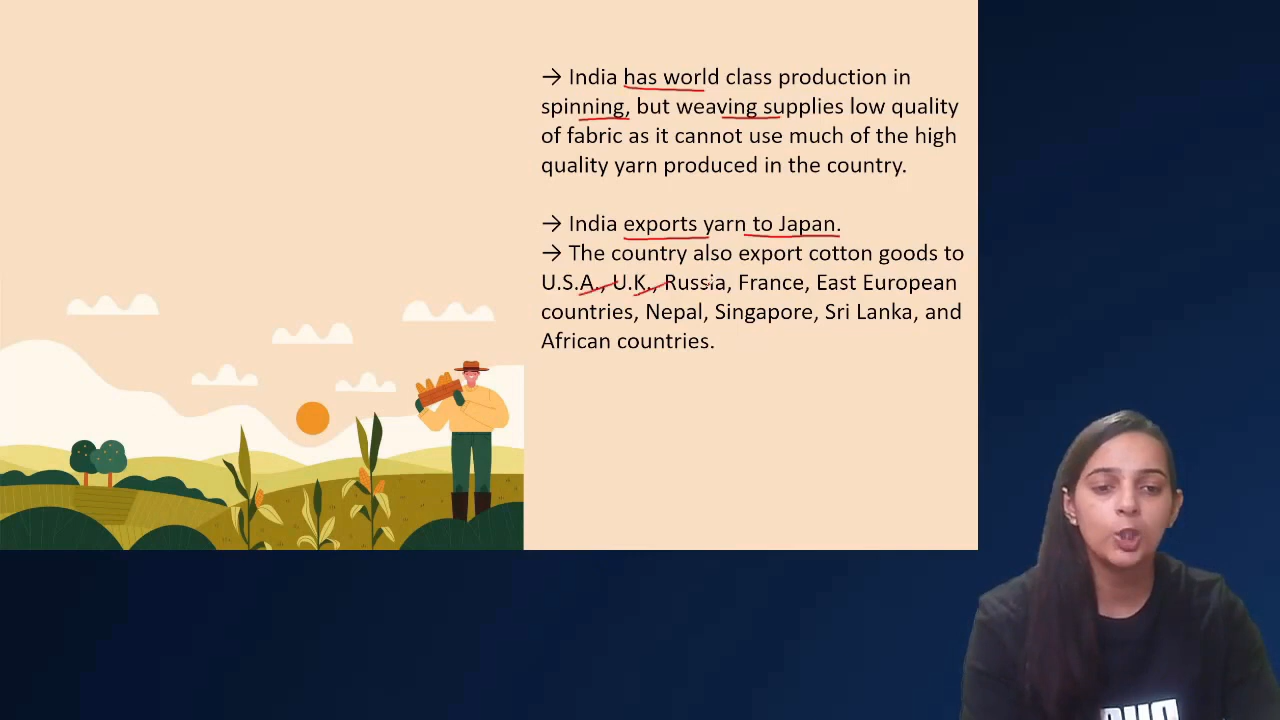 → India has world class production in
spinning, but weaving supplies low quality
of fabric as it cannot use much of the high
quality yarn produced in the country.
→ India exports yarn to Japan.
→ The country also export cotton goods to
U.S.A., U.K., Russia, France, East European
countries, Nepal, Singapore, Sri Lanka, and
African countries.